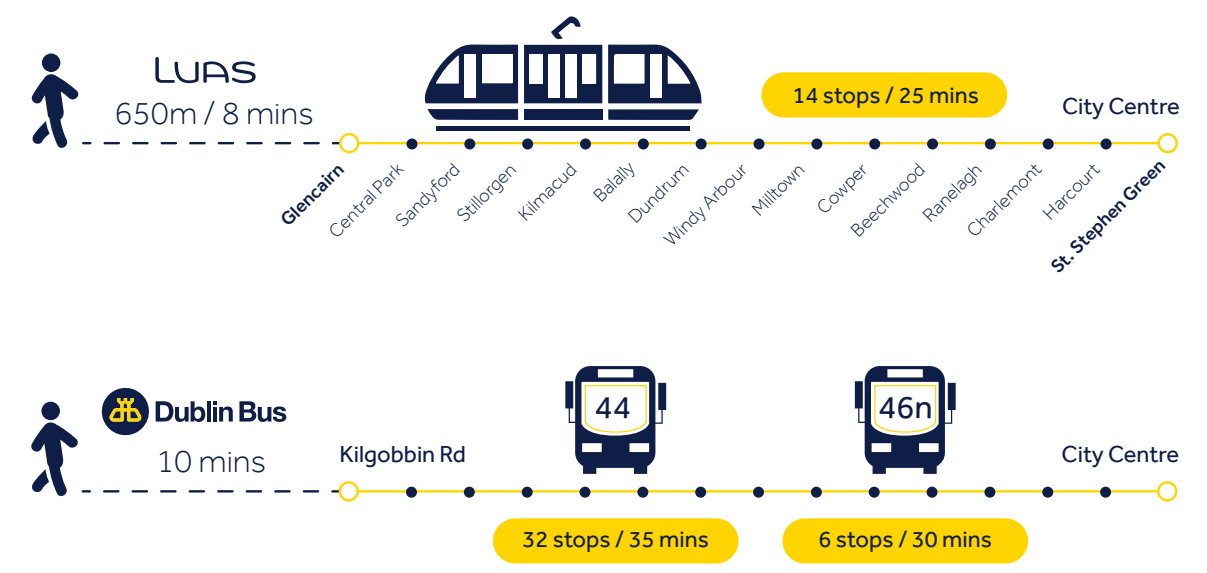 LUAS
650m / 8 mins
14 stops / 25 mins
City Centre
Glencairn
Central Park
Sandyford
Stillorgen
Kilmacud
Balally
Dundrum
Windy Arbour
Milltown
Cowper
Beechwood
Ranelagh
Charlemont
Harcourt
St. Stephen Green
Dublin Bus
10 mins
Kilgobbin Rd
44
46n
City Centre
32 stops / 35 mins
6 stops / 30 mins